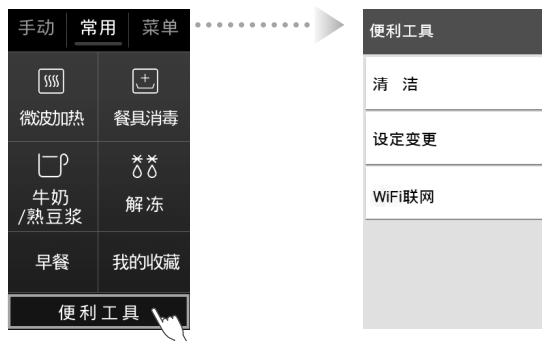 手动 常用 菜单
微波加热 餐具消毒
牛奶
/熟豆浆
解冻
早餐 我的收藏
便利工具
便利工具
清 洁
设定变更
WiFi联网